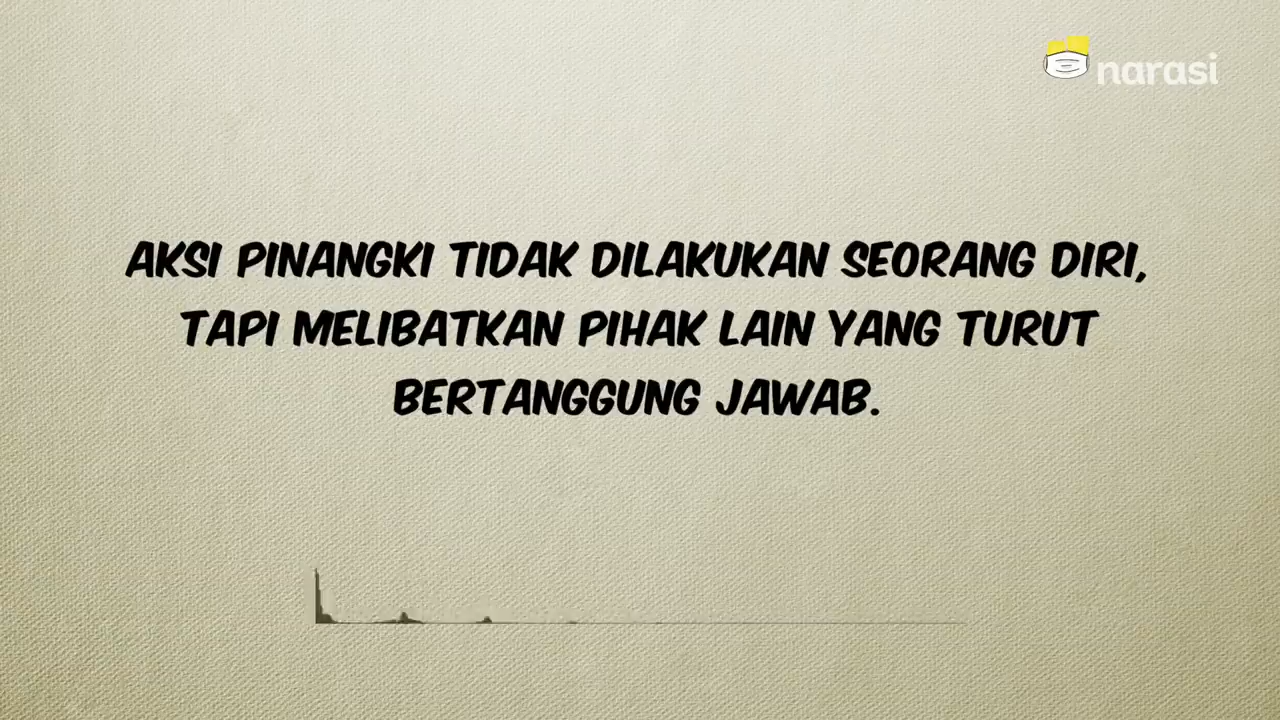 narasi
AKSI PINANGKI TIDAK DILAKUKAN SEORANG DIRI,
TAPI MELIBATKAN PIHAK LAIN YANG TURUT
BERTANGGUNG JAWAB.